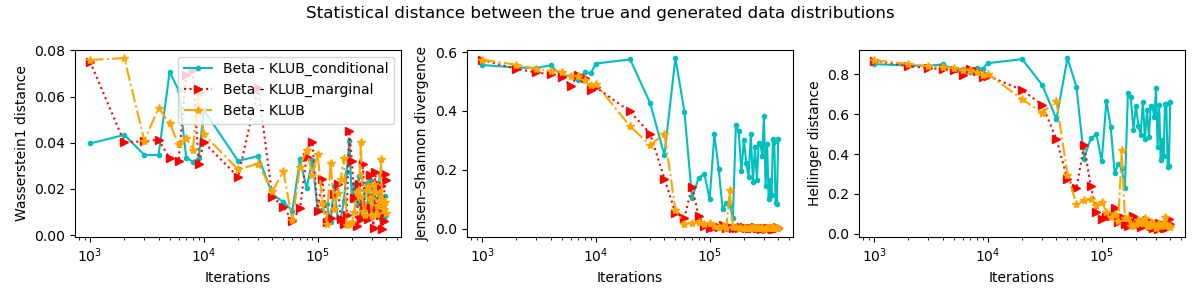 Statistical distance between the true and generated data distributions
Wasserstein1 distance
0.08
0.06
0.04
0.02
0.00
Beta - KLUB_conditional
Beta - KLUB_marginal
Beta - KLUB
10³
10⁴
10⁵
Iterations
Jensen–Shannon divergence
0.6
0.4
0.2
0.0
10³
10⁴
10⁵
Iterations
Hellinger distance
0.8
0.6
0.4
0.2
0.0
10³
10⁴
10⁵
Iterations